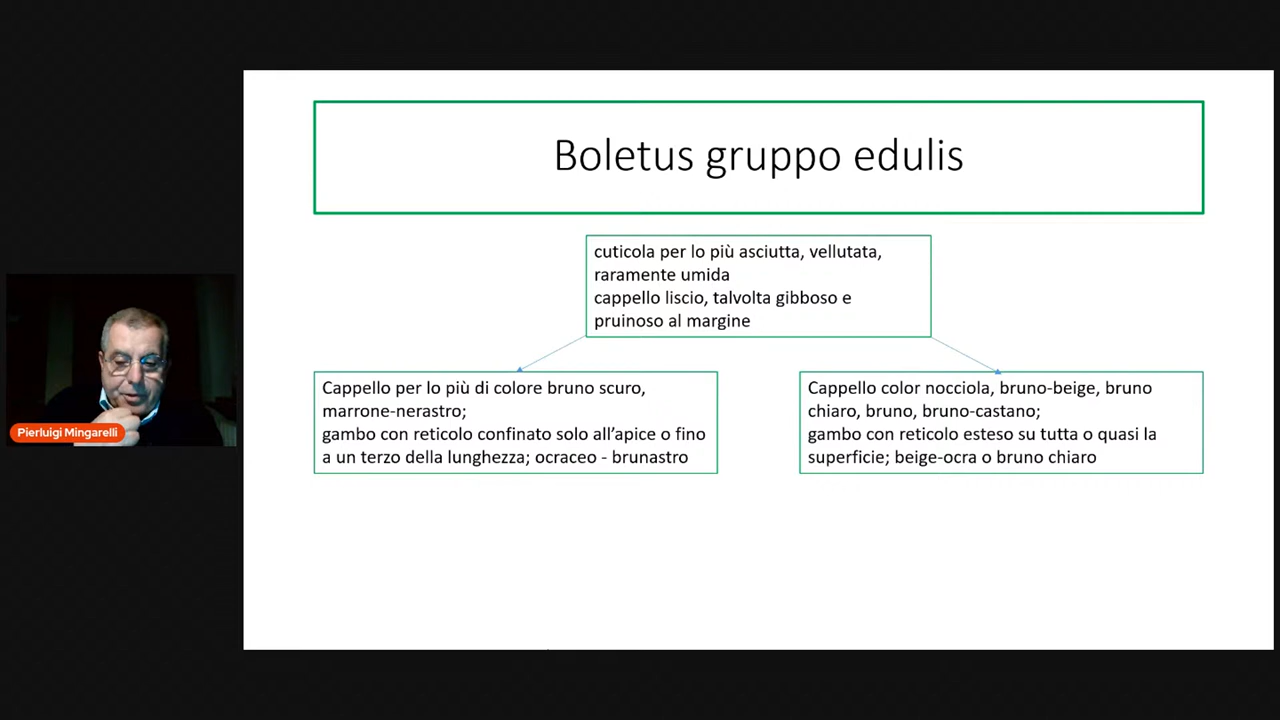 Boletus gruppo edulis
cuticola per lo più asciutta, vellutata,
raramente umida
cappello liscio, talvolta gibboso e
pruinoso al margine
Cappello per lo più di colore bruno scuro,
marrone-nerastro;
gambo con reticolo confinato solo all’apice o fino
a un terzo della lunghezza; ocraceo - brunastro
Cappello color nocciola, bruno-beige, bruno
chiaro, bruno, bruno-castano;
gambo con reticolo esteso su tutta o quasi la
superficie; beige-ocra o bruno chiaro
Pierluigi Mingarelli